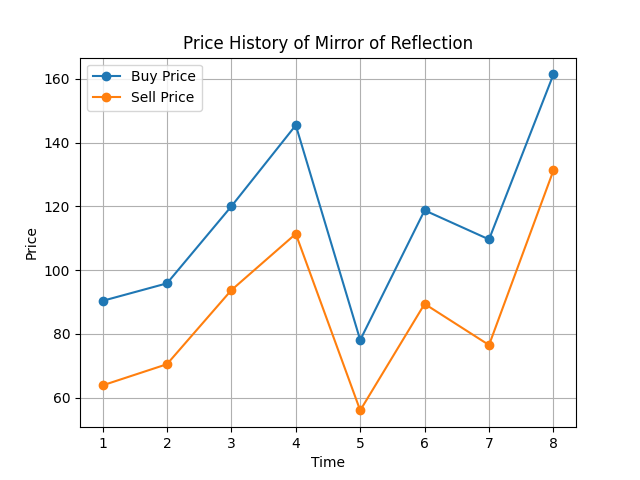 Price History of Mirror of Reflection
Buy Price
Sell Price
Price
160
140
120
100
80
60
1 2 3 4 5 6 7 8
Time